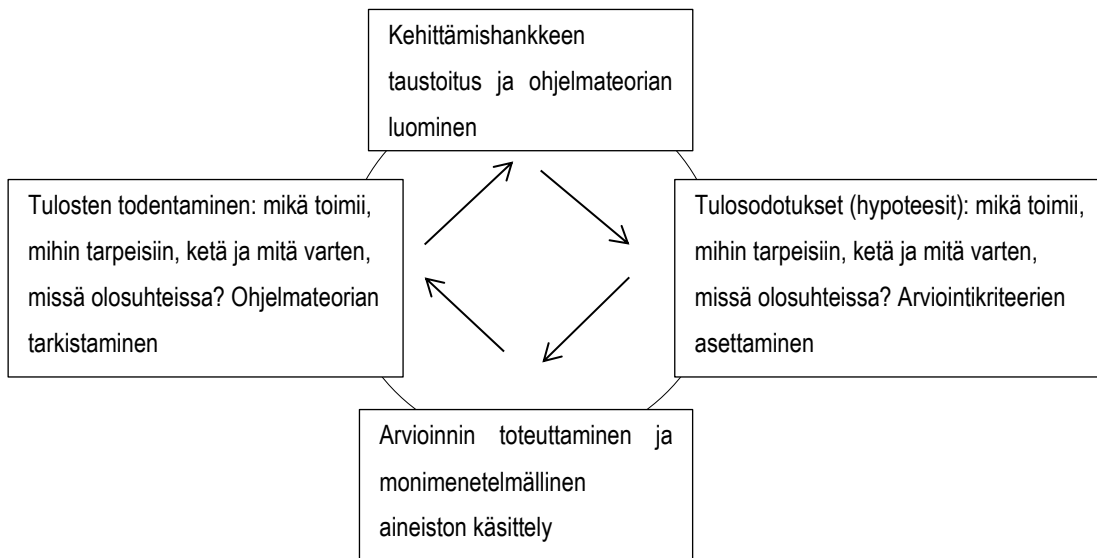 Kehittämishankkeen
taustoitus ja ohjelmateorian
luominen
Tulosten todentaminen: mikä toimii,
mihin tarpeisiin, ketä ja mitä varten,
missä olosuhteissa? Ohjelmateorian
tarkistaminen
Tulosodotukset (hypoteesit): mikä toimii,
mihin tarpeisiin, ketä ja mitä varten,
missä olosuhteissa? Arviointikriteerien
asettaminen
Arvioinnin toteuttaminen ja
monimenetelmällinen
aineiston käsittely